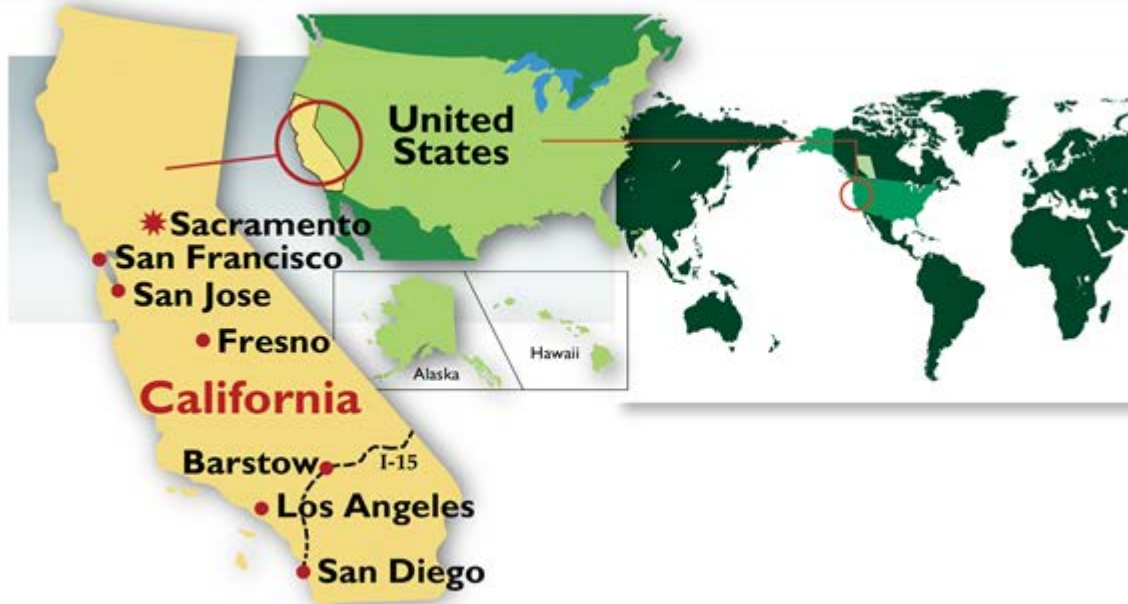 United
States
Sacramento
San Francisco
San Jose
Fresno
Alaska
Hawaii
California
Barstow
I-15
Los Angeles
San Diego